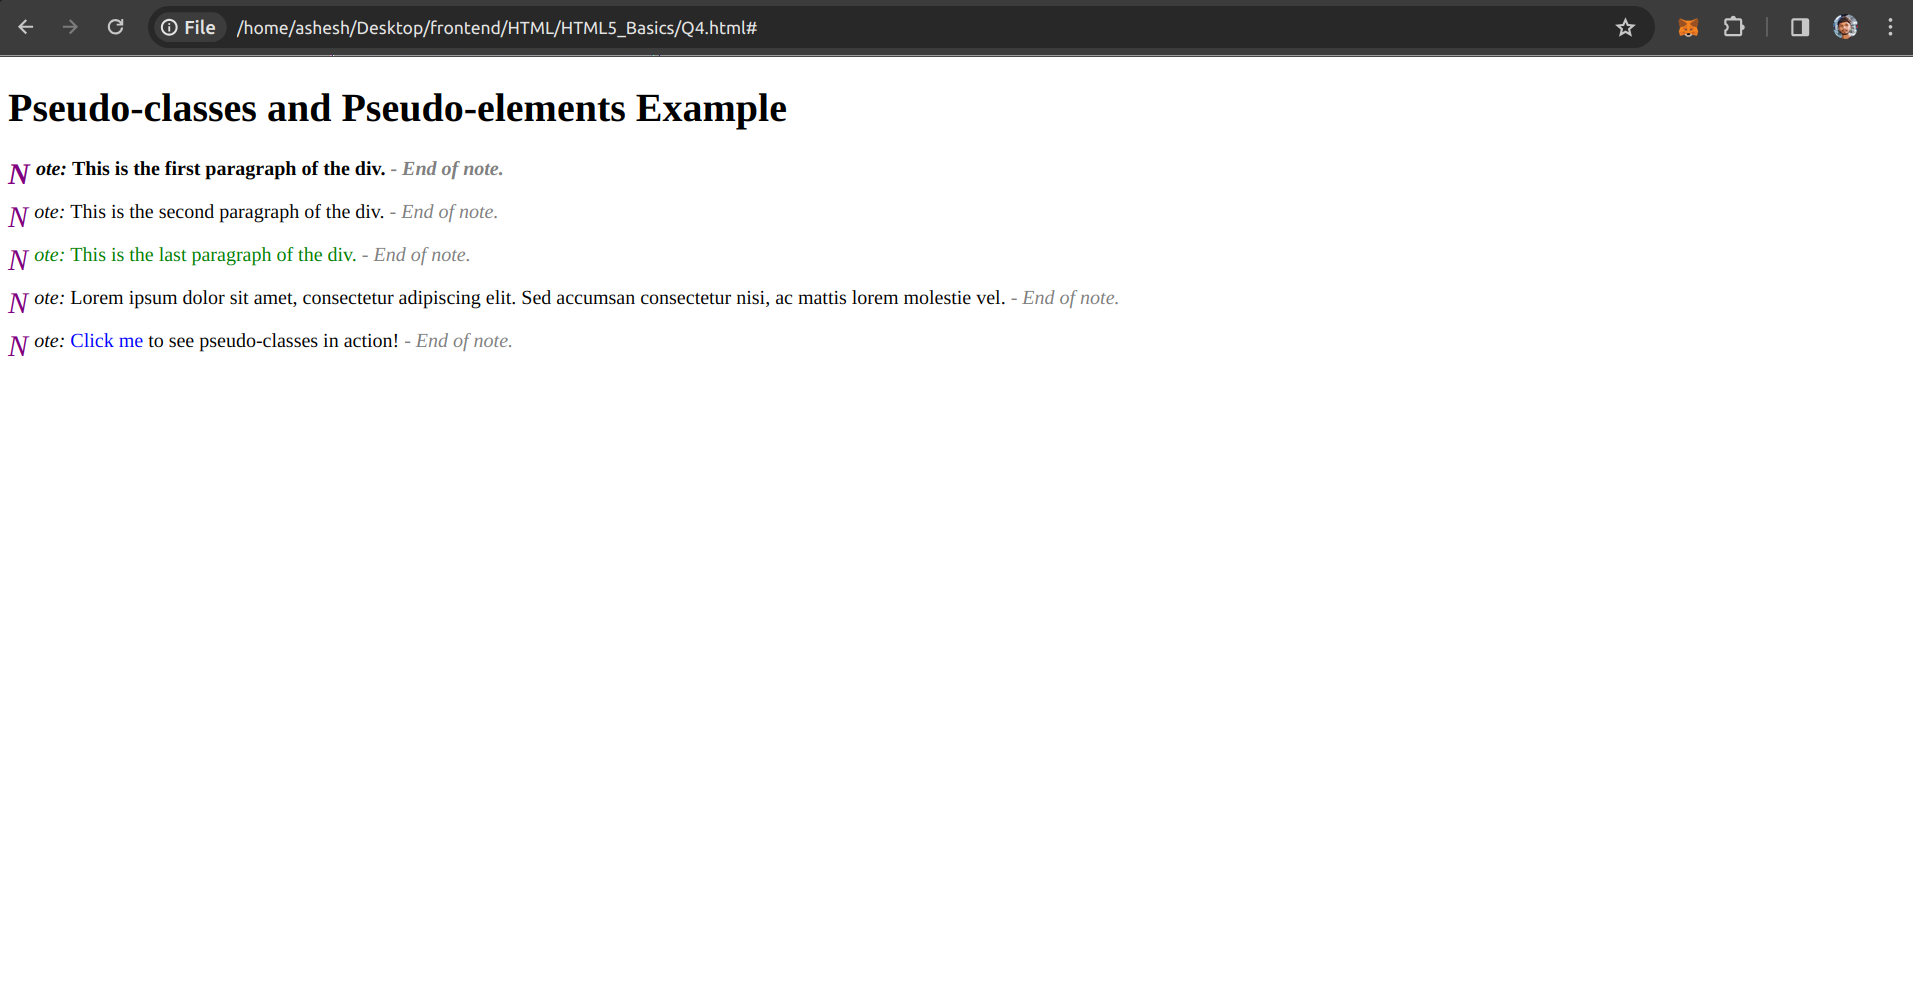 File /home/ashesh/Desktop/frontend/HTML/HTML5_Basics/Q4.html#
Pseudo-classes and Pseudo-elements Example
Note: This is the first paragraph of the div. - End of note.
Note: This is the second paragraph of the div. - End of note.
Note: This is the last paragraph of the div. - End of note.
Note: Lorem ipsum dolor sit amet, consectetur adipiscing elit. Sed accumsan consectetur nisi, ac mattis lorem molestie vel. - End of note.
Note: Click me to see pseudo-classes in action! - End of note.